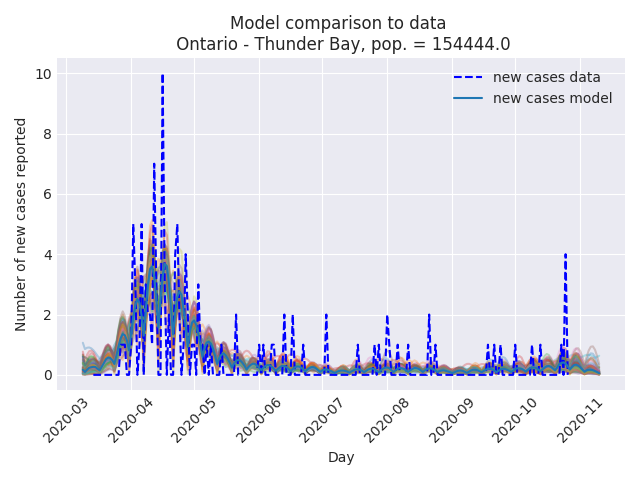 Model comparison to data
Ontario - Thunder Bay, pop. = 154444.0
new cases data
new cases model
Number of new cases reported
10
8
6
4
2
0
2020-03
2020-04
2020-05
2020-06
2020-07
2020-08
2020-09
2020-10
2020-11
Day